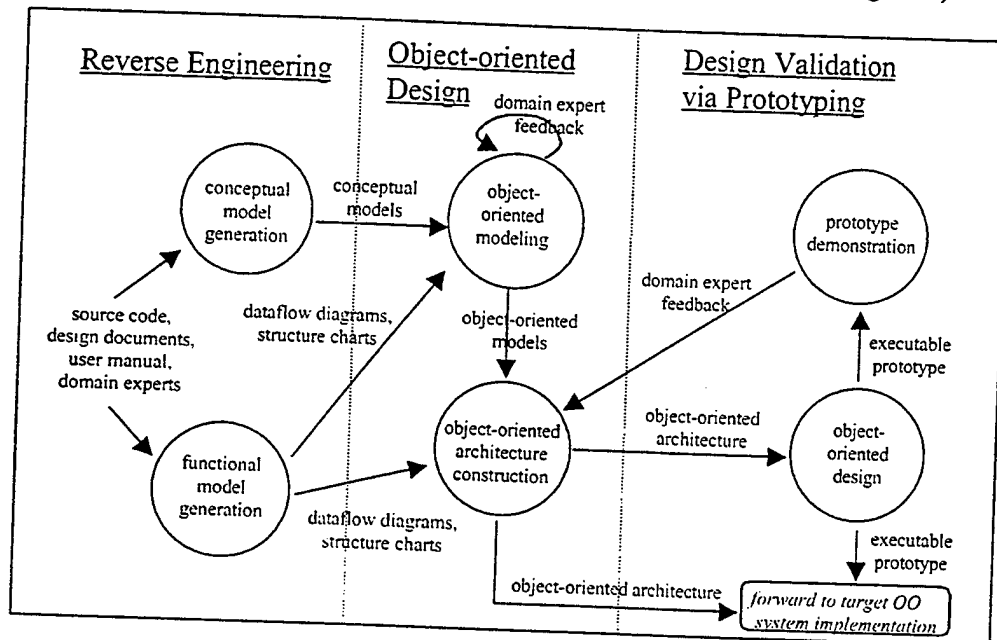 Reverse Engineering
Object-oriented
Design
Design Validation
via Prototyping
domain expert
feedback
conceptual
model
generation
conceptual
models
object-
oriented
modeling
prototype
demonstration
source code,
design documents,
user manual,
domain experts
dataflow diagrams,
structure charts
object-oriented
models
domain expert
feedback
executable
prototype
functional
model
generation
object-oriented
architecture
construction
object-oriented
architecture
object-
oriented
design
dataflow diagrams,
structure charts
executable
prototype
object-oriented architecture
forward to target OO
system implementation